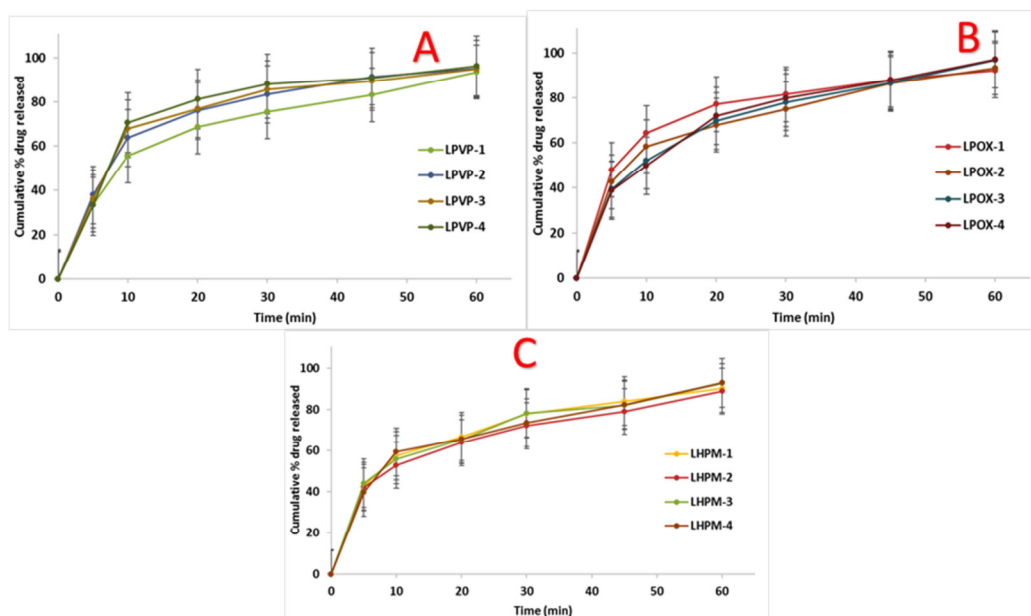 A
Cumulative % drug released
100
80
60
40
20
0
0 10 20 30 40 50 60
Time (min)
LPVP-1
LPVP-2
LPVP-3
LPVP-4
B
Cumulative % drug released
100
80
60
40
20
0
0 10 20 30 40 50 60
Time (min)
LPOX-1
LPOX-2
LPOX-3
LPOX-4
C
Cumulative % drug released
100
80
60
40
20
0
0 10 20 30 40 50 60
Time (min)
LHPM-1
LHPM-2
LHPM-3
LHPM-4